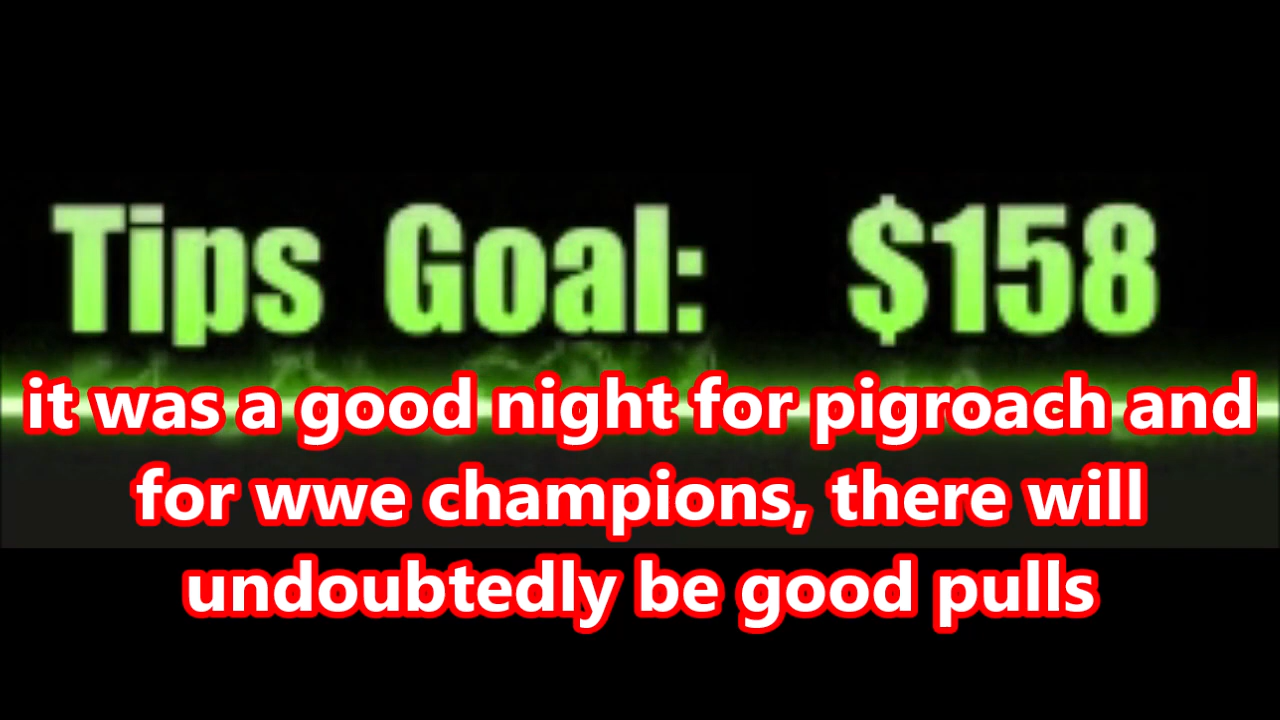 Tips Goal: $158
it was a good night for pigroach and
for wwe champions, there will
undoubtedly be good pulls